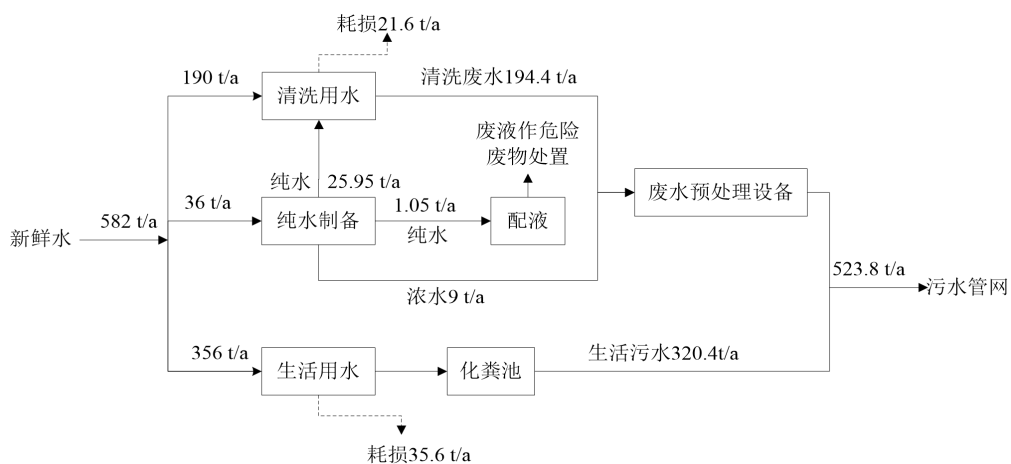 耗损21.6 t/a
190 t/a
清洗用水
清洗废水194.4 t/a
废液作危险
废物处置
纯水 25.95 t/a
废水预处理设备
36 t/a
纯水制备
1.05 t/a
纯水
配液
582 t/a
新鲜水
523.8 t/a
污水管网
浓水9 t/a
356 t/a
生活用水
化粪池
生活污水320.4t/a
耗损35.6 t/a